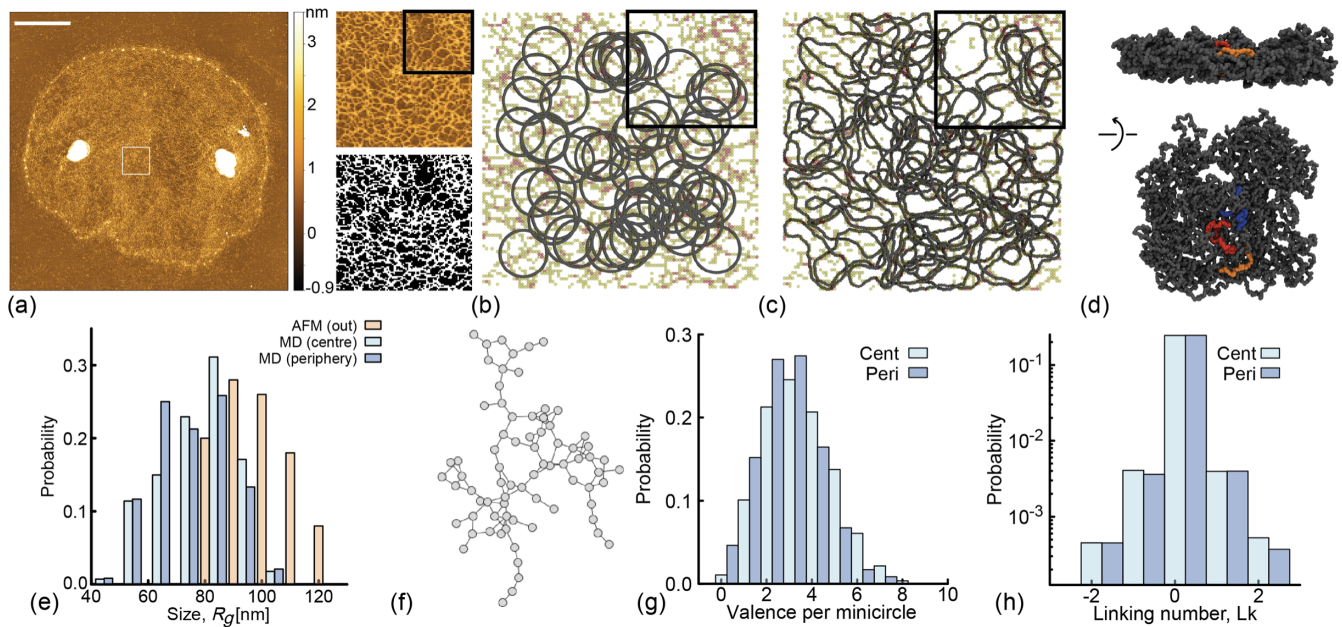 nm
3
2
1
0
-0.9
(a)
(b)
(c)
(d)
AFM (out)
MD (centre)
MD (periphery)
0.3
0.2
0.1
0.0
Probability
40 60 80 100 120
Size, Rg[nm]
(e)
(f)
0.3
0.2
0.1
0.0
Probability
Cent
Peri
0 2 4 6 8 10
Valence per minicircle
(g)
10⁻¹
10⁻²
10⁻³
Probability
Cent
Peri
-2 0 2
Linking number, Lk
(h)